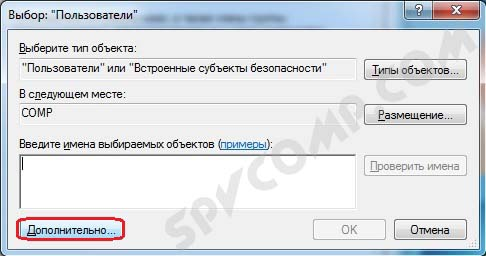 Выбор: "Пользователи"
Выберите тип объекта:
"Пользователи" или "Встроенные субъекты безопасности"
Типы объектов...
В следующем месте:
COMP
Размещение...
Введите имена выбираемых объектов (примеры):
Проверить имена
Дополнительно...
OK
Отмена
SPYCOMP.COM